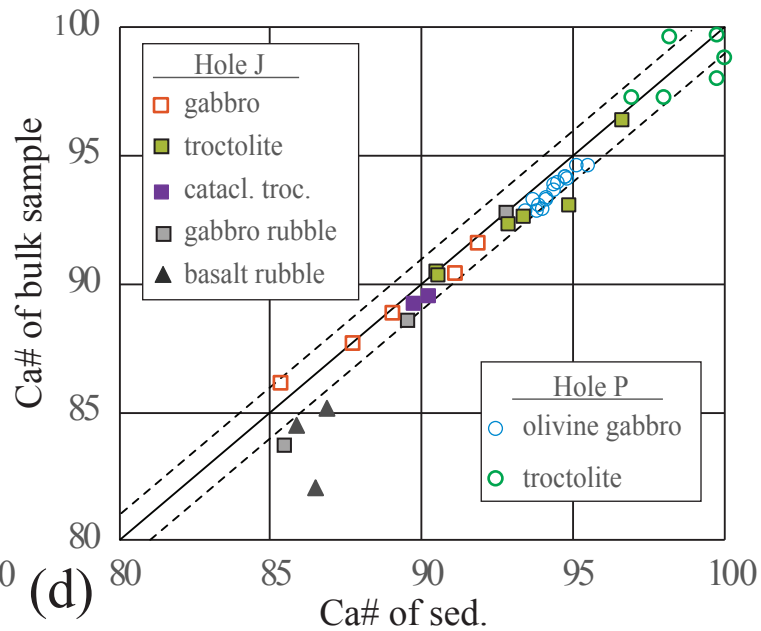 100
95
90
85
80
Ca# of bulk sample
Hole J
gabbro
troctolite
catacl. troc.
gabbro rubble
basalt rubble
Hole P
olivine gabbro
troctolite
0
80
85
90
95
100
(d)
Ca# of sed.